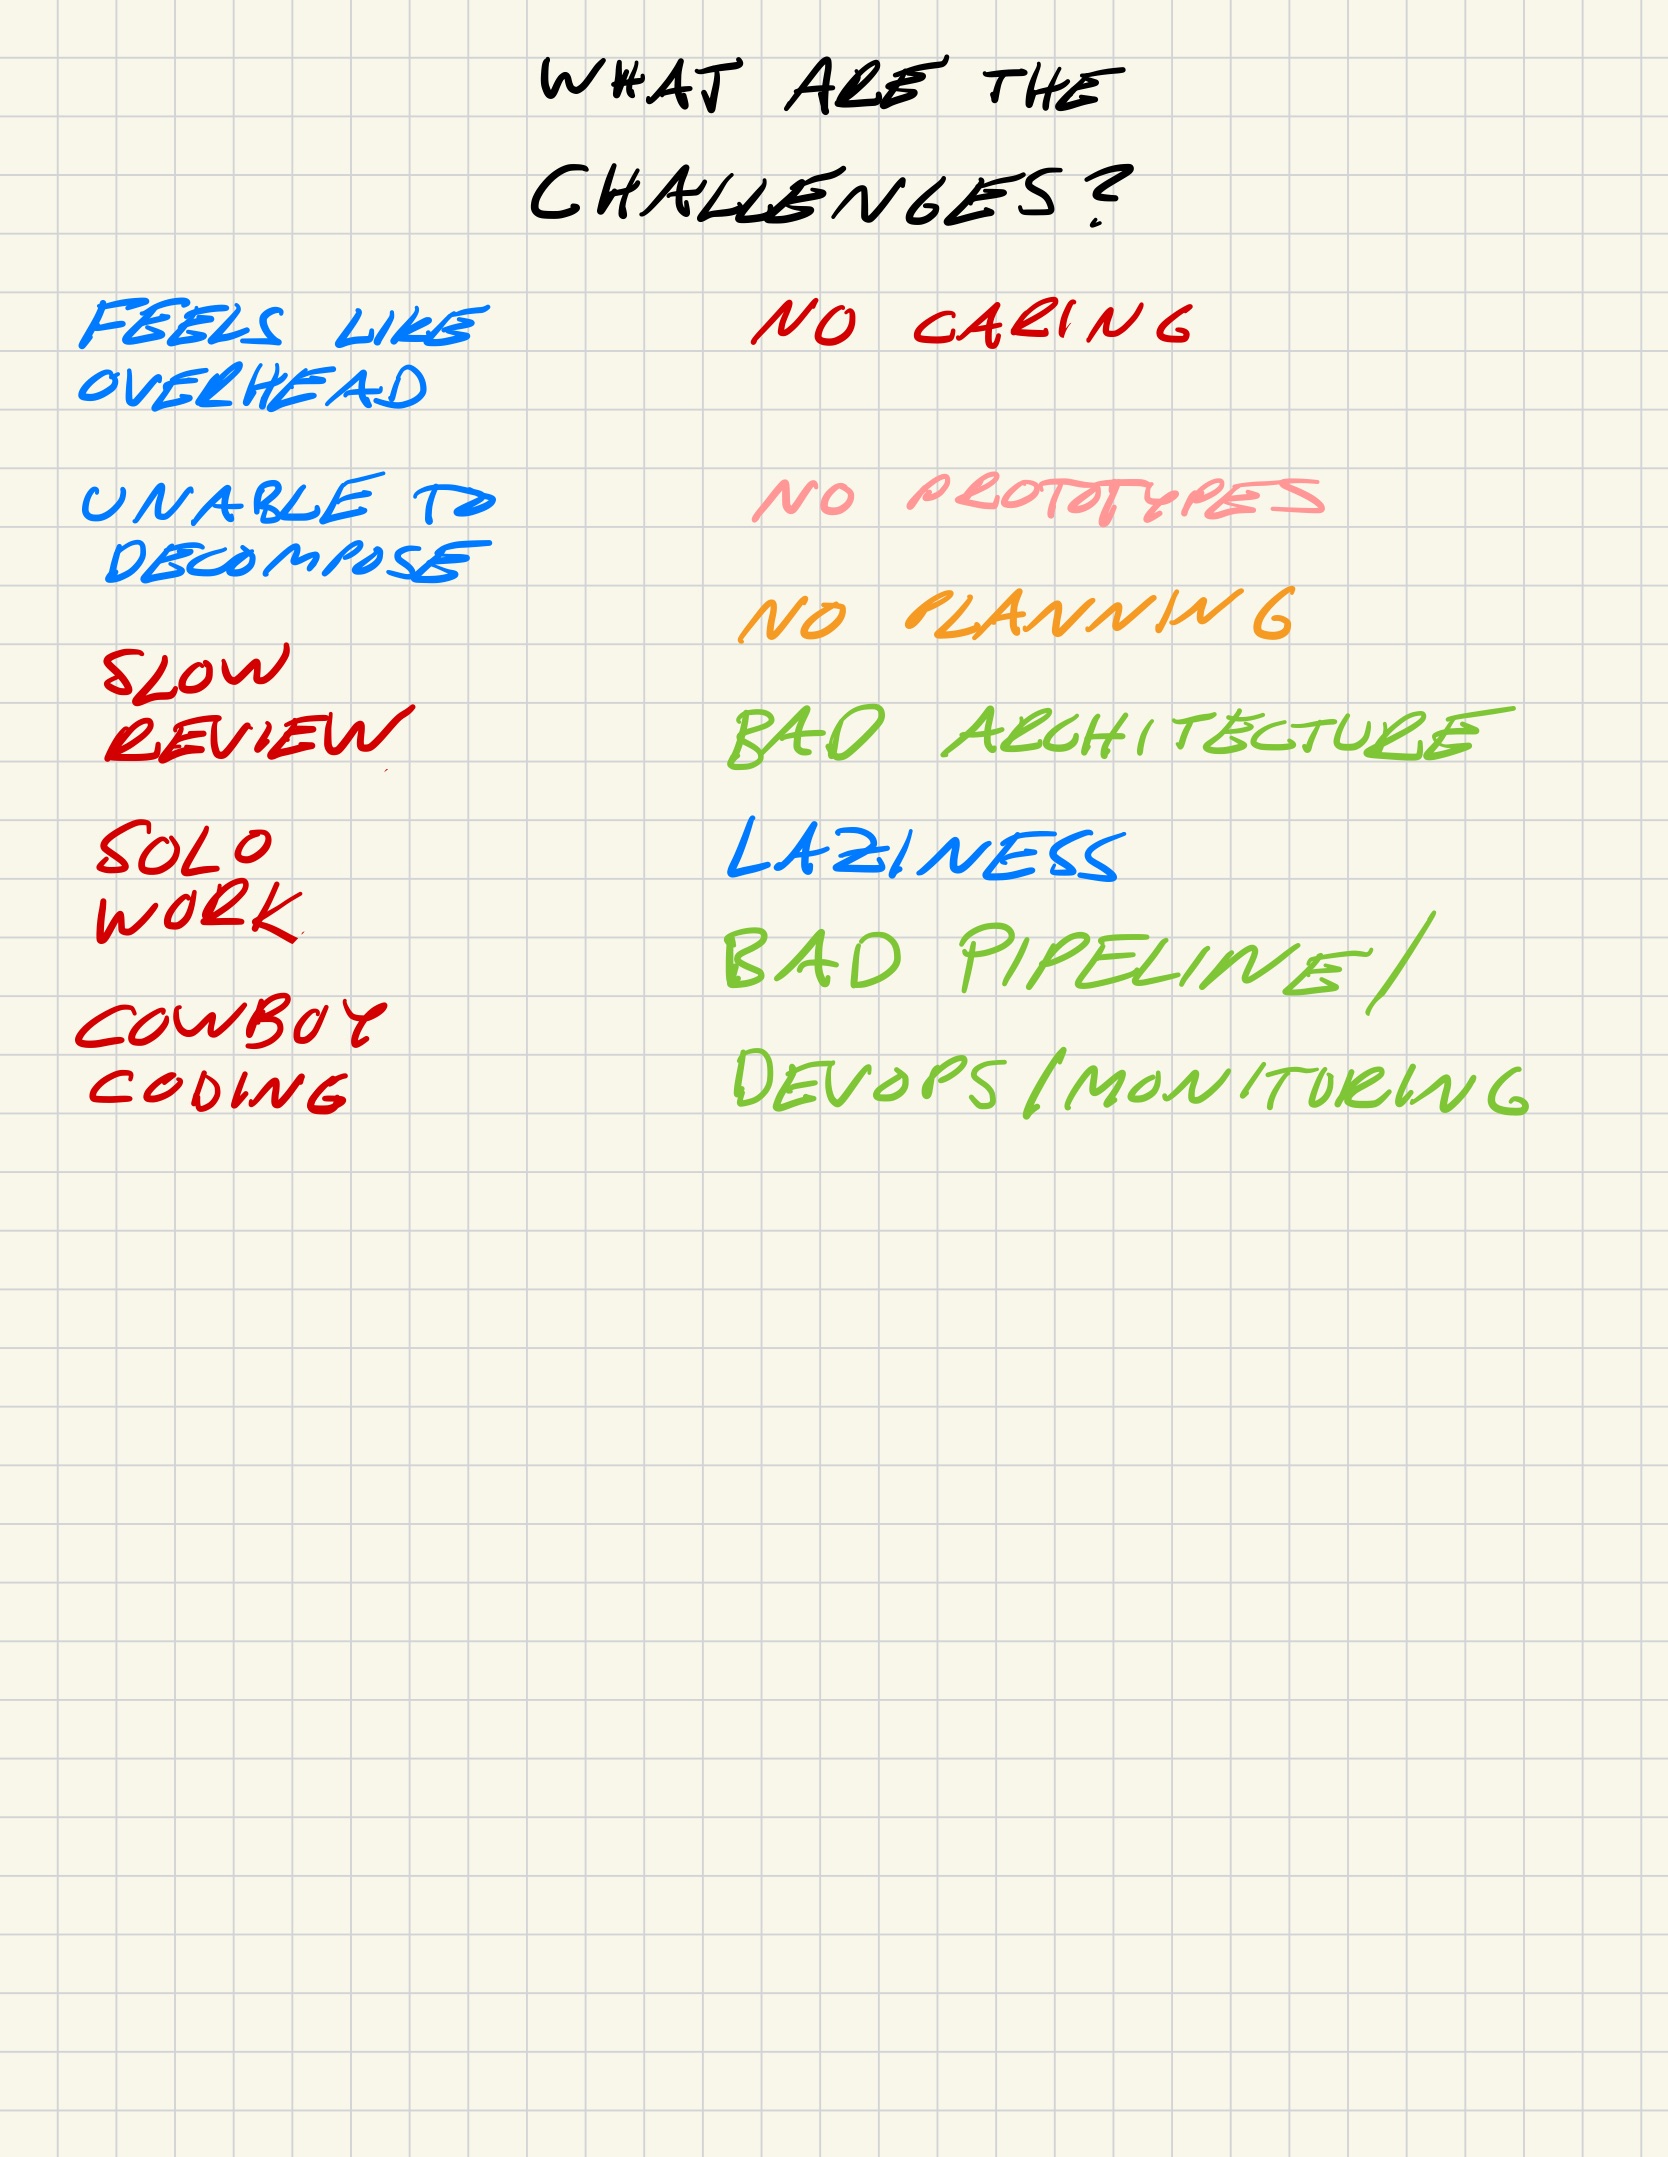 WHAT ARE THE
CHALLENGES?
FEELS LIKE
OVERHEAD
UNABLE TO
DECOMPOSE
SLOW
REVIEW
SOLO
WORK
COWBOY
CODING
NO CARING
NO PROTOTYPES
NO PLANNING
BAD ARCHITECTURE
LAZINESS
BAD PIPELINE/
DEVOPS/MONITORING